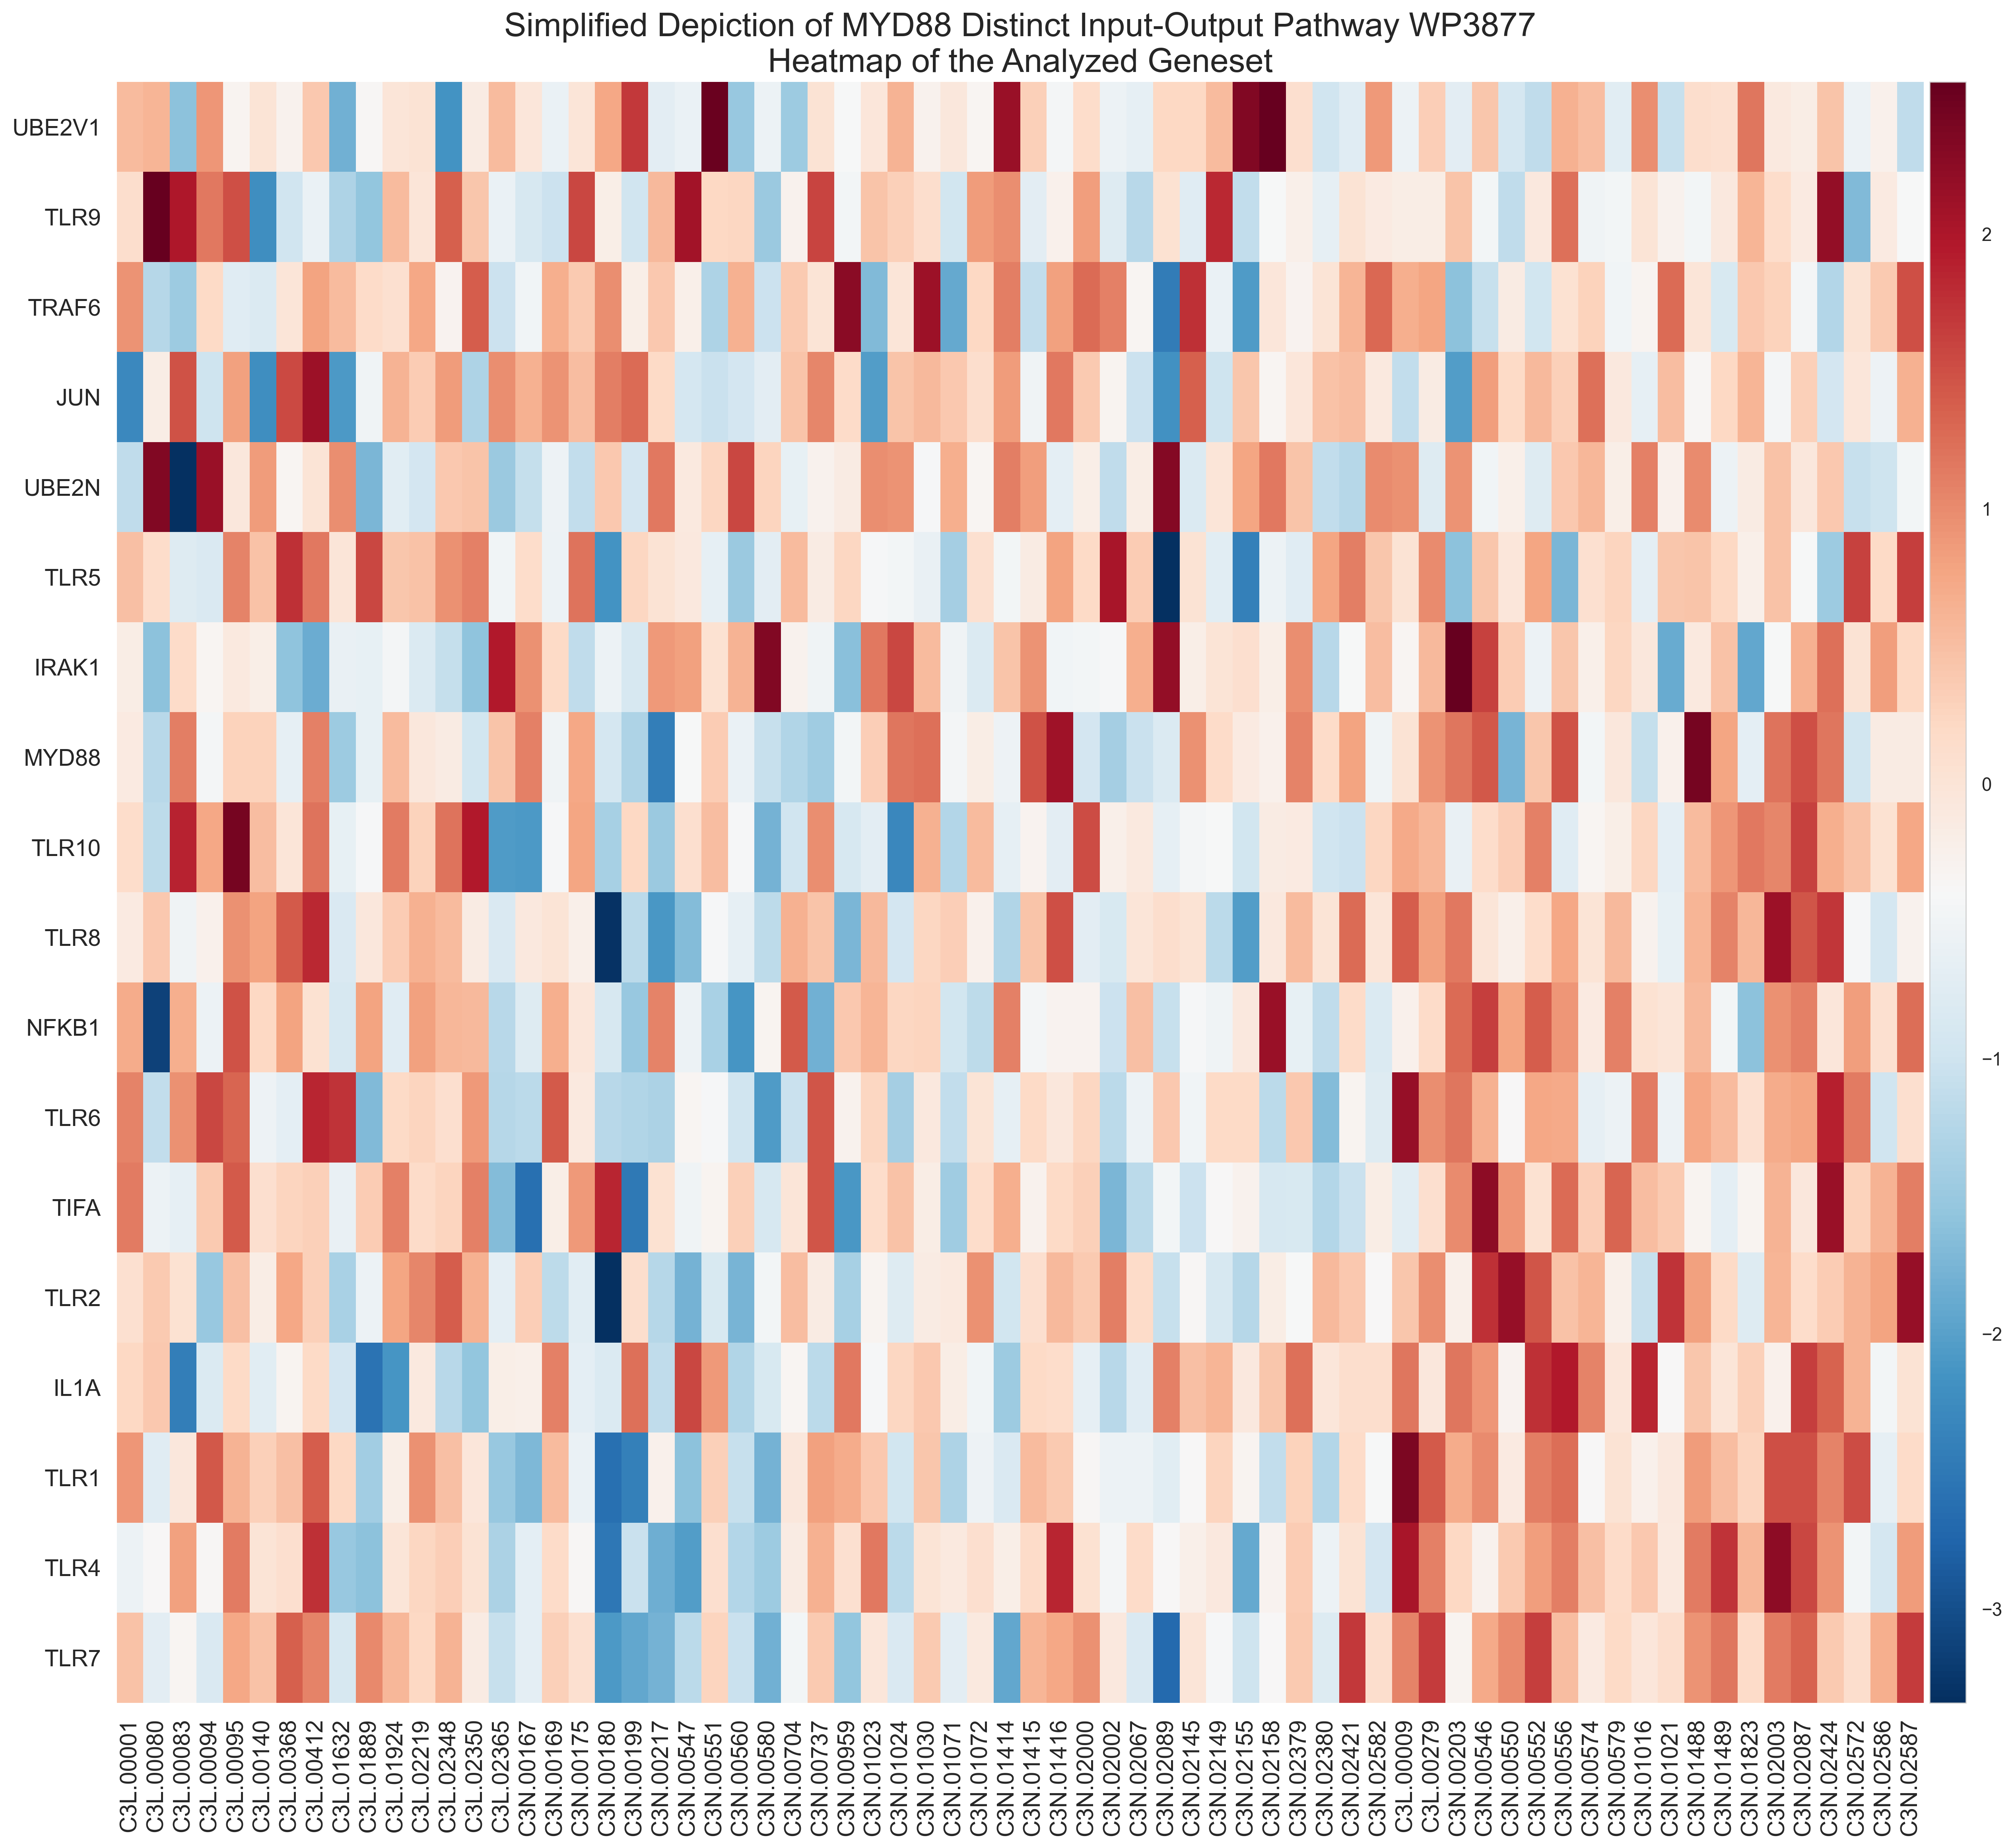 Simplified Depiction of MYD88 Distinct Input-Output Pathway WP3877
Heatmap of the Analyzed Geneset
UBE2V1
TLR9
TRAF6
JUN
UBE2N
TLR5
IRAK1
MYD88
TLR10
TLR8
NFKB1
TLR6
TIFA
TLR2
IL1A
TLR1
TLR4
TLR7
2
1
0
−1
−2
−3
C3L.00001
C3L.00080
C3L.00083
C3L.00094
C3L.00095
C3L.00140
C3L.00368
C3L.00412
C3L.01632
C3L.01889
C3L.01924
C3L.02219
C3L.02348
C3L.02350
C3L.02365
C3N.00167
C3N.00169
C3N.00175
C3N.00180
C3N.00199
C3N.00217
C3N.00547
C3N.00551
C3N.00560
C3N.00580
C3N.00704
C3N.00737
C3N.00959
C3N.01023
C3N.01024
C3N.01030
C3N.01071
C3N.01072
C3N.01414
C3N.01415
C3N.01416
C3N.02000
C3N.02002
C3N.02067
C3N.02089
C3N.02145
C3N.02149
C3N.02155
C3N.02158
C3N.02379
C3N.02380
C3N.02421
C3N.02582
C3L.00009
C3L.00279
C3N.00203
C3N.00546
C3N.00550
C3N.00552
C3N.00556
C3N.00574
C3N.00579
C3N.01016
C3N.01021
C3N.01488
C3N.01489
C3N.01823
C3N.02003
C3N.02087
C3N.02424
C3N.02572
C3N.02586
C3N.02587